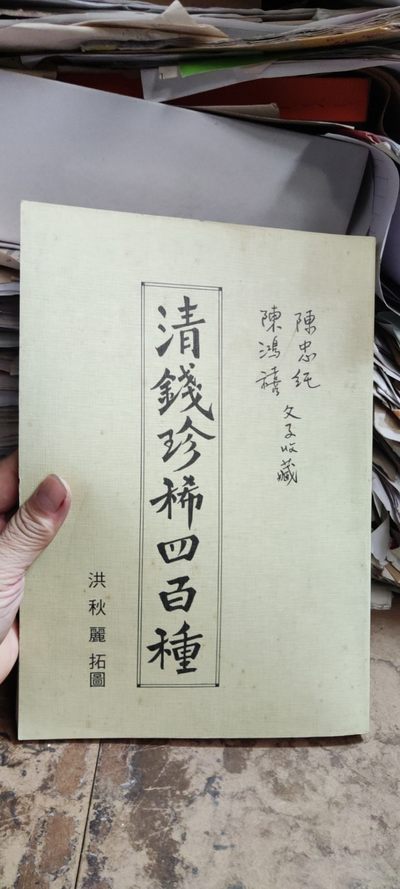 陳忠純
陳鴻禧
父子收藏
清錢珍稀四百種
洪秋麗拓圖